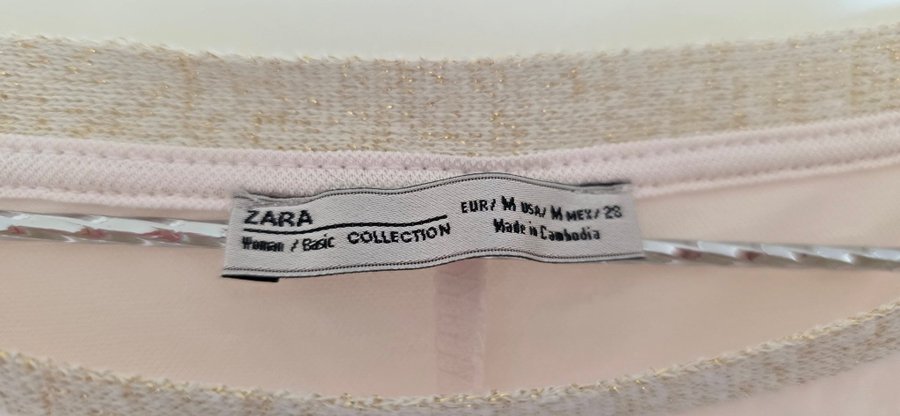 ZARA
Woman / Basic COLLECTION
EUR/ M USA/ M MEX/ 28
Made in Cambodia